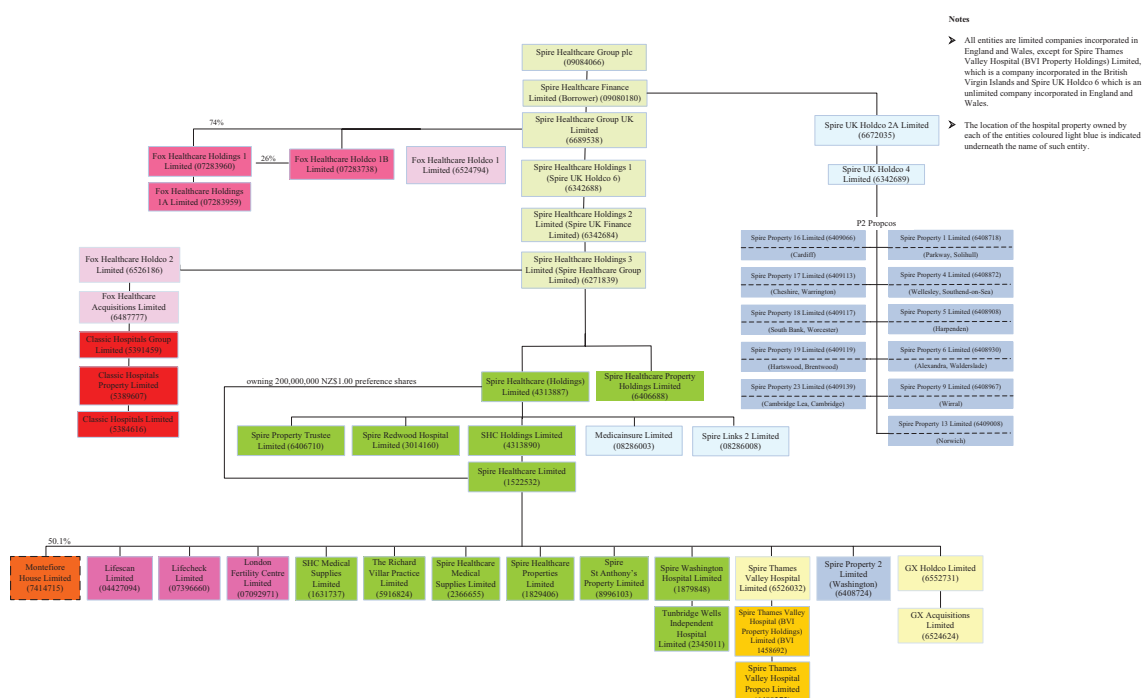 Notes
➤ All entities are limited companies incorporated in
England and Wales, except for Spire Thames
Valley Hospital (BVI Property Holdings) Limited,
which is a company incorporated in the British
Virgin Islands and Spire UK Holdco 6 which is an
unlimited company incorporated in England and
Wales.
➤ The location of the hospital property owned by
each of the entities coloured light blue is indicated
underneath the name of such entity.
Spire Healthcare Group plc
(09084066)
Spire Healthcare Finance
Limited (Borrower) (09080180)
Spire Healthcare Group UK
Limited
(6689538)
74%
Fox Healthcare Holdings 1
Limited (07283960)
26%
Fox Healthcare Holdco 1B
Limited (07283738)
Fox Healthcare Holdco 1
Limited (6524794)
Fox Healthcare Holdings
1A Limited (07283959)
Spire Healthcare Holdings 1
(Spire UK Holdco 6)
(6342688)
Spire Healthcare Holdings 2
Limited (Spire UK Finance
Limited) (6342684)
Spire Healthcare Holdings 3
Limited (Spire Healthcare Group
Limited) (6271839)
Spire UK Holdco 2A Limited
(6672035)
Spire UK Holdco 4
Limited (6342689)
P2 Propcos
Spire Property 16 Limited (6409066)
(Cardiff)
Spire Property 1 Limited (6408718)
(Parkway, Solihull)
Spire Property 17 Limited (6409113)
(Cheshire, Warrington)
Spire Property 4 Limited (6408872)
(Wellesley, Southend-on-Sea)
Spire Property 18 Limited (6409117)
(South Bank, Worcester)
Spire Property 5 Limited (6408908)
(Harpenden)
Spire Property 19 Limited (6409119)
(Hartswood, Brentwood)
Spire Property 6 Limited (6408930)
(Alexandra, Walderslade)
Spire Property 23 Limited (6409139)
(Cambridge Lea, Cambridge)
Spire Property 9 Limited (6408967)
(Wirral)
Spire Property 13 Limited (6409008)
(Norwich)
Fox Healthcare Holdco 2
Limited (6526186)
Fox Healthcare
Acquisitions Limited
(6487777)
Classic Hospitals Group
Limited (5391459)
Classic Hospitals
Property Limited
(5389607)
Classic Hospitals Limited
(5384616)
owning 200,000,000 NZ$1.00 preference shares
Spire Healthcare (Holdings)
Limited (4313887)
Spire Healthcare Property
Holdings Limited
(6406688)
Spire Property Trustee
Limited (6406710)
Spire Redwood Hospital
Limited (3014160)
SHC Holdings Limited
(4313890)
Medicainsure Limited
(08286003)
Spire Links 2 Limited
(08286008)
Spire Healthcare Limited
(1522532)
50.1%
Montefiore
House Limited
(7414715)
Lifescan
Limited
(04427094)
Lifecheck
Limited
(07396660)
London
Fertility Centre
Limited
(07092971)
SHC Medical
Supplies
Limited
(1631737)
The Richard
Villar Practice
Limited
(5916824)
Spire Healthcare
Medical
Supplies Limited
(2366655)
Spire Healthcare
Properties
Limited
(1829406)
Spire
St Anthony's
Property Limited
(8996103)
Spire Washington
Hospital Limited
(1879848)
Spire Thames
Valley Hospital
Limited
(6526032)
Spire Property 2
Limited
(Washington)
(6408724)
GX Holdco Limited
(6552731)
Tunbridge Wells
Independent
Hospital
Limited (2345011)
Spire Thames Valley
Hospital (BVI
Property Holdings)
Limited (BVI
1458692)
GX Acquisitions
Limited
(6524624)
Spire Thames
Valley Hospital
Propco Limited